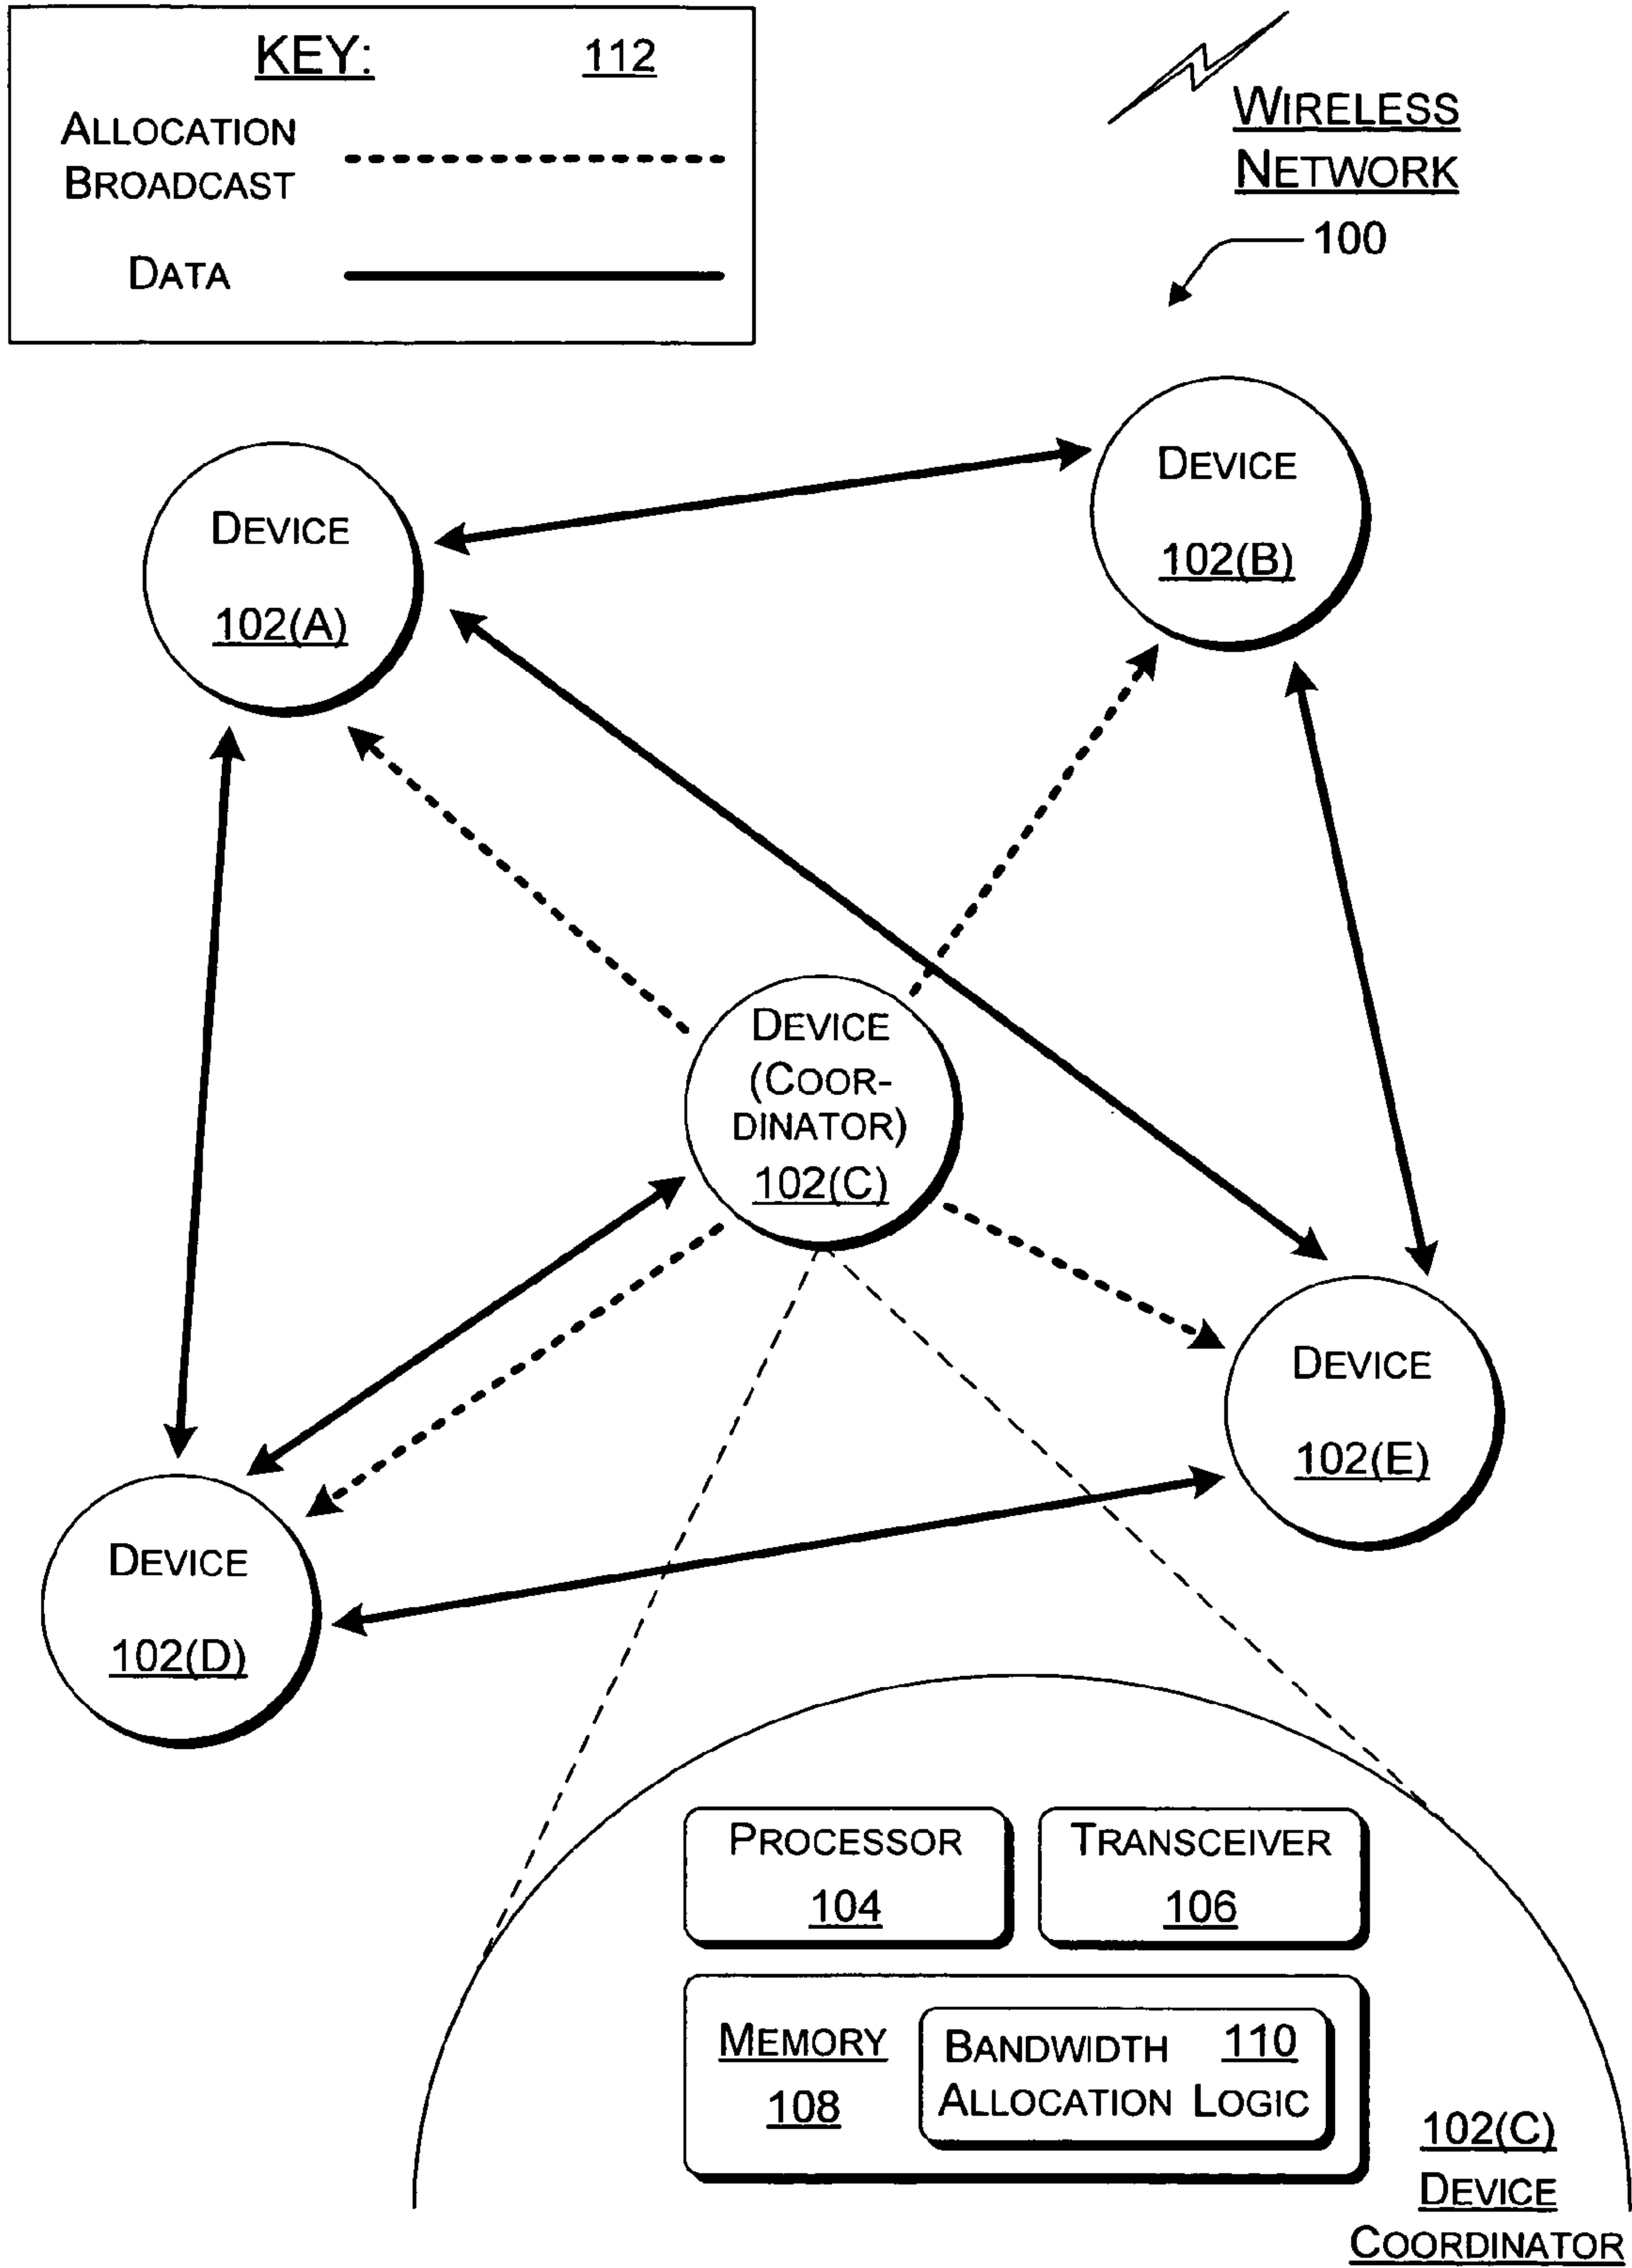 KEY: 112
ALLOCATION
BROADCAST
DATA
WIRELESS
NETWORK
100
DEVICE
102(B)
DEVICE
102(A)
DEVICE
(COOR-
DINATOR)
102(C)
DEVICE
102(E)
DEVICE
102(D)
PROCESSOR
104
TRANSCEIVER
106
MEMORY
108
BANDWIDTH 110
ALLOCATION LOGIC
102(C)
DEVICE
COORDINATOR